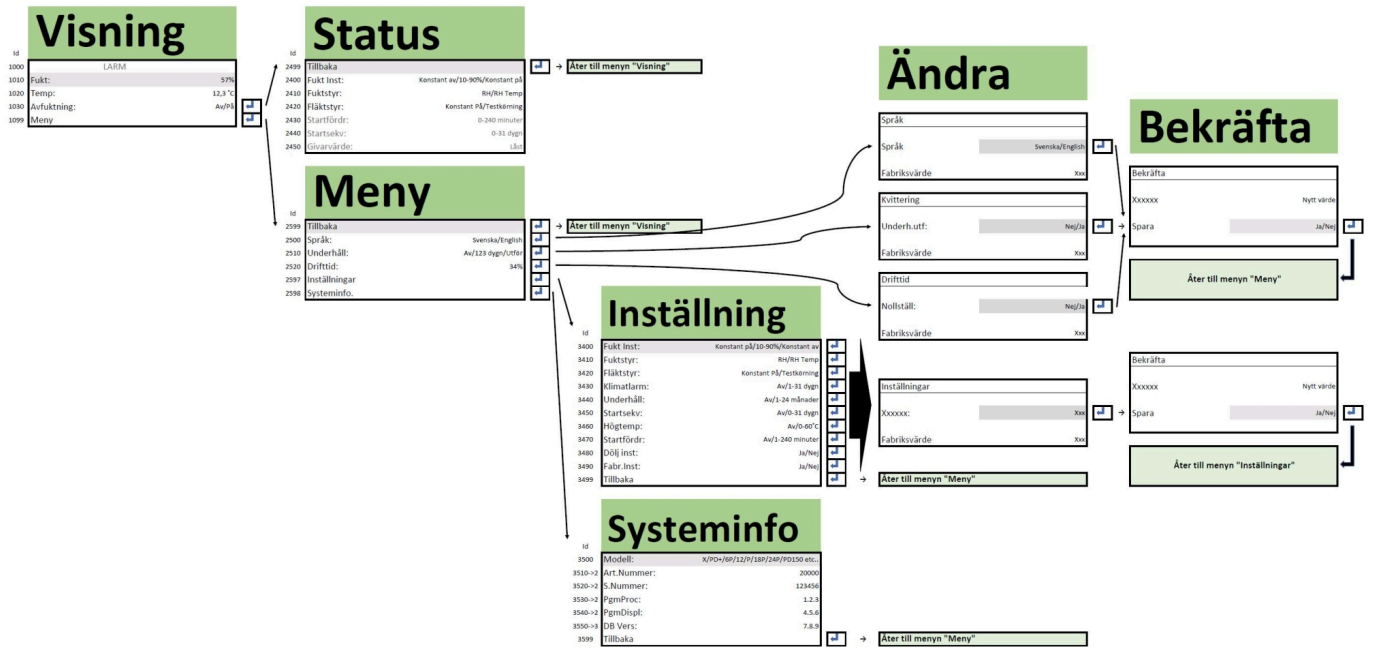 Visning
Id
1000 LARM
1010 Fukt: 57%
1020 Temp: 12,3 °C
1030 Avfuktning: Av/På
1099 Meny
Status
Id
2499 Tillbaka → Åter till menyn "Visning"
2400 Fukt Inst: Konstant av/10-90%/Konstant på
2410 Fuktstyr: RH/RH Temp
2420 Fläktstyr: Konstant På/Testkörning
2430 Startfördr: 0-240 minuter
2440 Startsekv: 0-31 dygn
2450 Givarvärde: Låst
Meny
Id
2599 Tillbaka → Åter till menyn "Visning"
2500 Språk: Svenska/English
2510 Underhåll: Av/123 dygn/Utför
2520 Drifttid: 34%
2597 Inställningar
2598 Systeminfo.
Inställning
Id
3400 Fukt Inst: Konstant på/10-90%/Konstant av
3410 Fuktstyr: RH/RH Temp
3420 Fläktstyr: Konstant På/Testkörning
3430 Klimatlarm: Av/1-31 dygn
3440 Underhåll: Av/1-24 månader
3450 Startsekv: Av/0-31 dygn
3460 Högtemp: Av/0-60°C
3470 Startfördr: Av/1-240 minuter
3480 Dölj inst: Ja/Nej
3490 Fabr.Inst: Ja/Nej
3499 Tillbaka → Åter till menyn "Meny"
Systeminfo
Id
3500 Modell: X/PD+/6P/12/P/18P/24P/PD150 etc..
3510->2 Art.Nummer: 20000
3520->2 S.Nummer: 123456
3530->2 PgmProc: 1.2.3
3540->2 PgmDispl: 4.5.6
3550->3 DB Vers: 7.8.9
3599 Tillbaka → Åter till menyn "Meny"
Ändra
Språk
Språk Svenska/English
Fabriksvärde Xxx
Kvittering
Underh.utf: Nej/Ja →
Fabriksvärde Xxx
Drifttid
Nollställ: Nej/Ja
Fabriksvärde Xxx
Inställningar
Xxxxxx: Xxx →
Fabriksvärde Xxx
Bekräfta
Bekräfta
Xxxxxx Nytt värde
Spara Ja/Nej
Åter till menyn "Meny"
Bekräfta
Xxxxxx Nytt värde
Spara Ja/Nej
Åter till menyn "Inställningar"